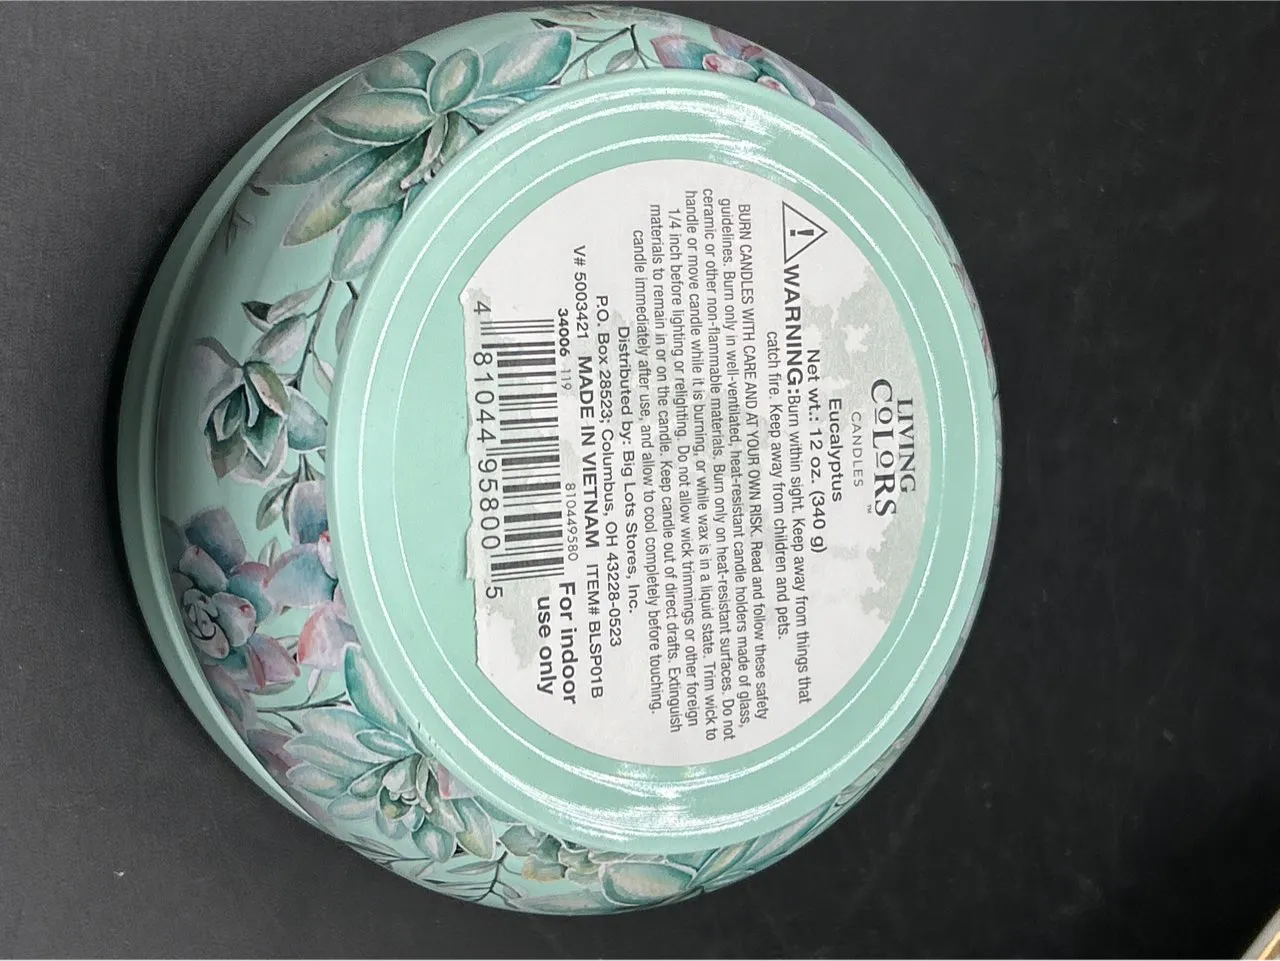 LIVING
COLORS™
CANDLES
Eucalyptus
Net wt.: 12 oz. (340 g)
WARNING: Burn within sight. Keep away from things that
catch fire. Keep away from children and pets.
BURN CANDLES WITH CARE AND AT YOUR OWN RISK. Read and follow these safety
guidelines. Burn only in well-ventilated, heat-resistant candle holders made of glass,
ceramic or other non-flammable materials. Burn only on heat-resistant surfaces. Do not
handle or move candle while it is burning, or while wax is in a liquid state. Trim wick to
1/4 inch before lighting or relighting. Do not allow wick trimmings or other foreign
materials to remain in or on the candle. Keep candle out of direct drafts. Extinguish
candle immediately after use, and allow to cool completely before touching.
Distributed by: Big Lots Stores, Inc.
P.O. Box 28523; Columbus, OH 43228-0523
V# 5003421 MADE IN VIETNAM ITEM# BLSP01B
34006 119 810449580 For indoor
use only
4 81044 95800 5